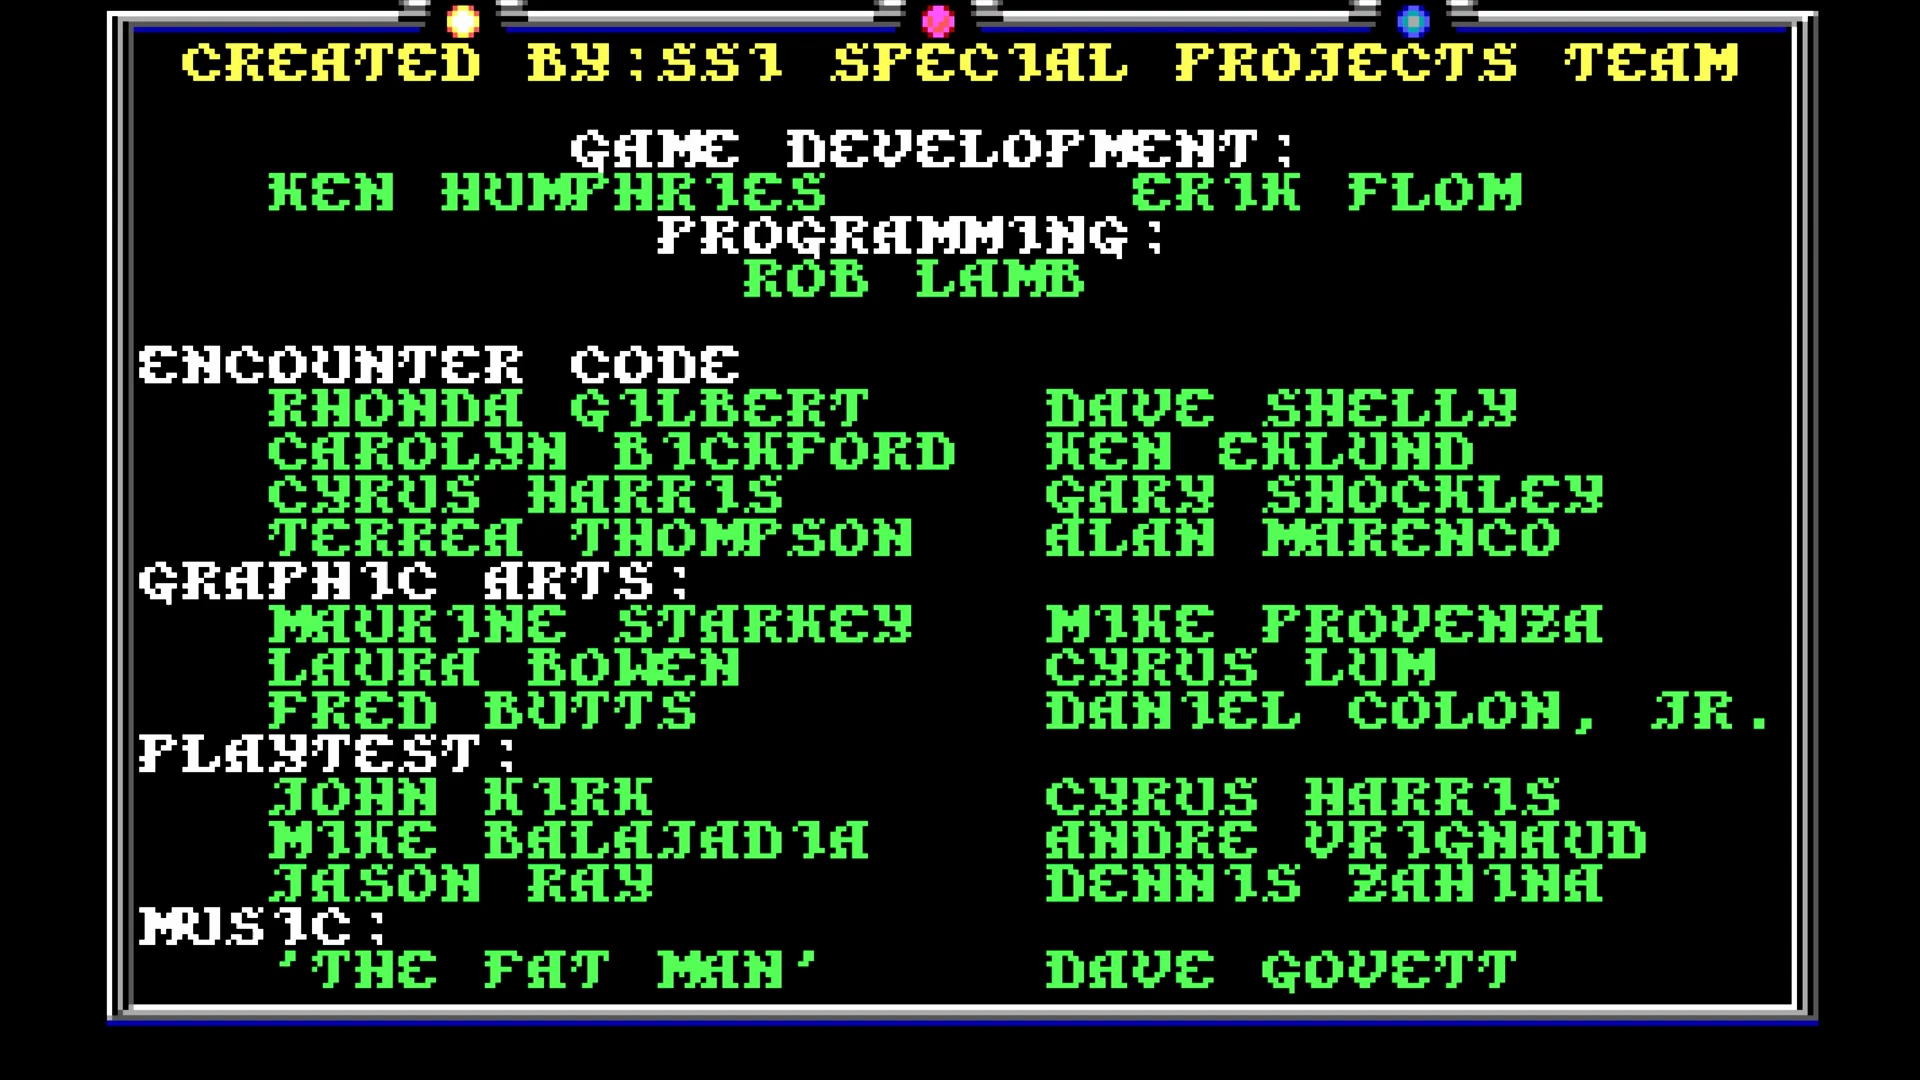 CREATED BY:SSI SPECIAL PROJECTS TEAM
GAME DEVELOPMENT:
KEN HUMPHRIES ERIK FLOM
PROGRAMMING:
ROB LAMB
ENCOUNTER CODE
RHONDA GILBERT DAVE SHELLY
CAROLYN BICKFORD KEN EKLUND
CYRUS HARRIS GARY SHOCKLEY
TERREA THOMPSON ALAN MARENCO
GRAPHIC ARTS:
MAURINE STARKEY MIKE PROVENZA
LAURA BOWEN CYRUS LUM
FRED BUTTS DANIEL COLON, JR.
PLAYTEST:
JOHN KIRK CYRUS HARRIS
MIKE BALAJADIA ANDRE VRIGNAUD
JASON RAY DENNIS ZAHINA
MUSIC:
'THE FAT MAN' DAVE GOVETT